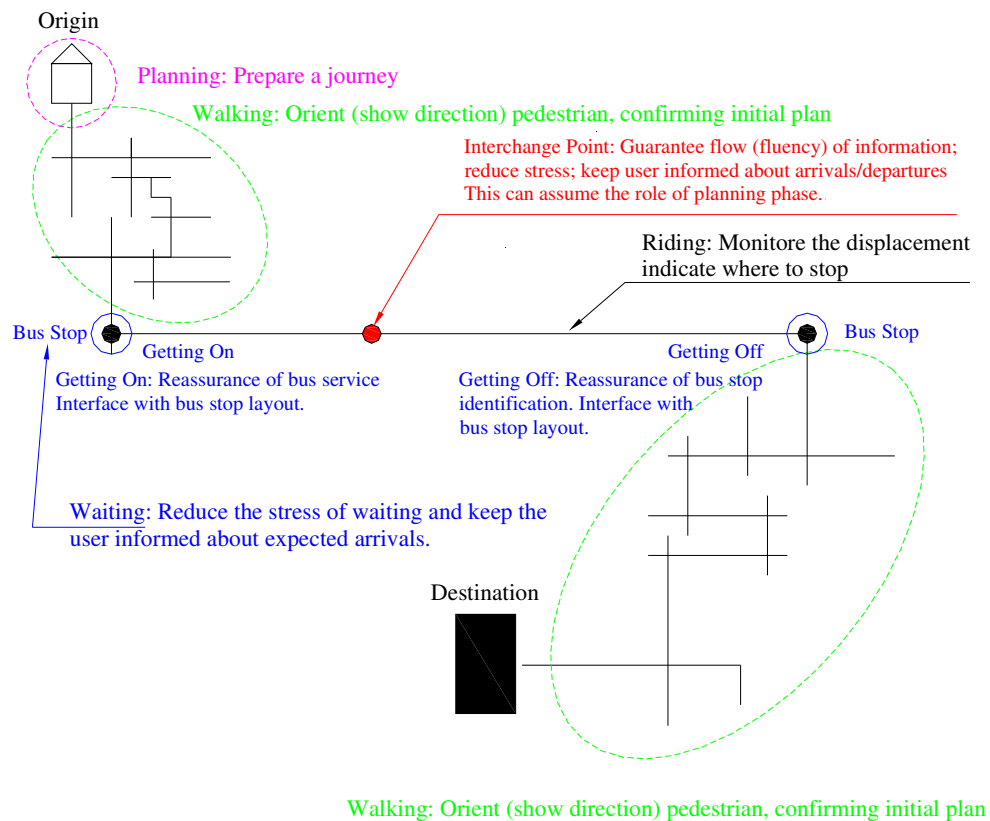 Origin
Planning: Prepare a journey
Walking: Orient (show direction) pedestrian, confirming initial plan
Interchange Point: Guarantee flow (fluency) of information;
reduce stress; keep user informed about arrivals/departures
This can assume the role of planning phase.
Riding: Monitore the displacement
indicate where to stop
Bus Stop
Getting On
Getting Off
Bus Stop
Getting On: Reassurance of bus service
Interface with bus stop layout.
Getting Off: Reassurance of bus stop
identification. Interface with
bus stop layout.
Waiting: Reduce the stress of waiting and keep the
user informed about expected arrivals.
Destination
Walking: Orient (show direction) pedestrian, confirming initial plan